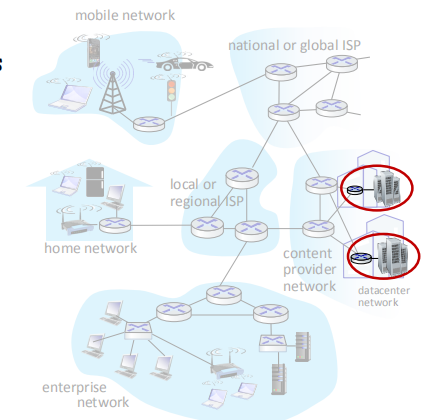 mobile network
national or global ISP
s
local or
regional ISP
home network
content
provider
network
datacenter
network
enterprise
network